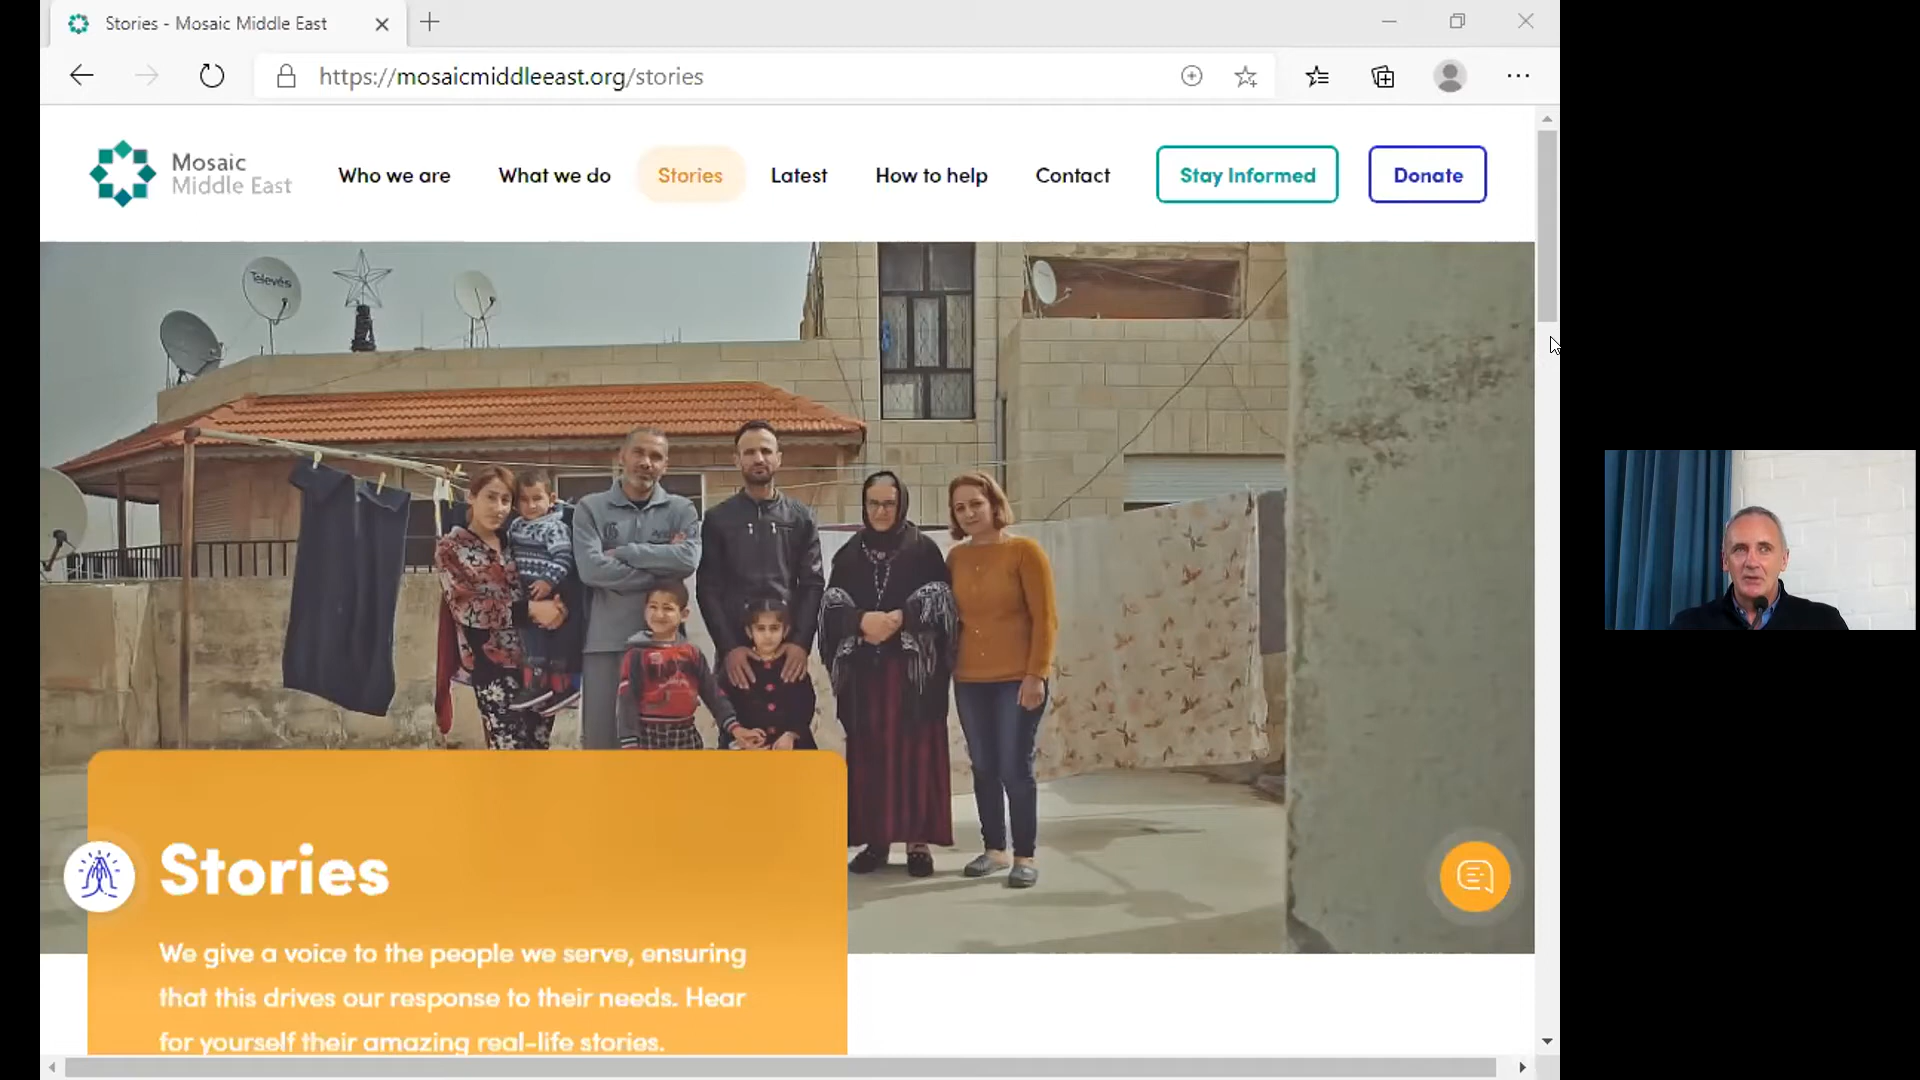 Stories - Mosaic Middle East
https://mosaicmiddleeast.org/stories
Mosaic
Middle East
Who we are
What we do
Stories
Latest
How to help
Contact
Stay Informed
Donate
Televés
Stories
We give a voice to the people we serve, ensuring
that this drives our response to their needs. Hear
for yourself their amazing real-life stories.